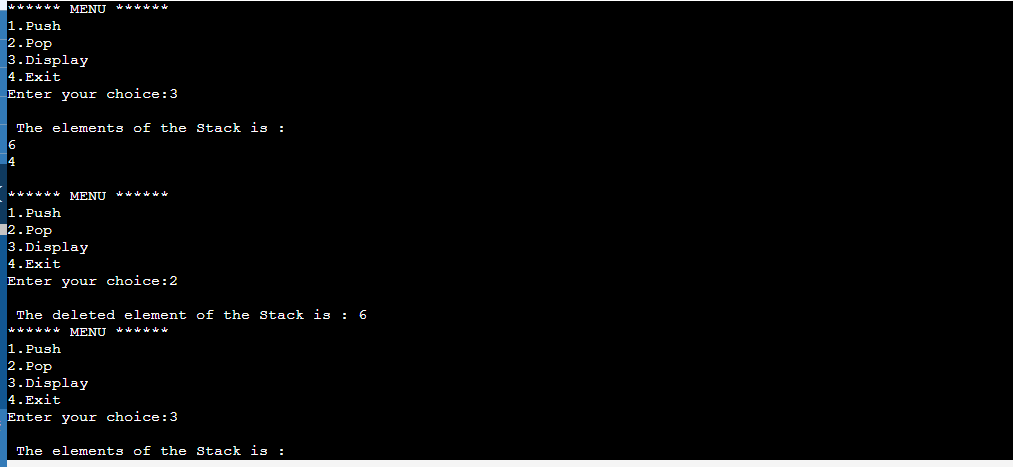 ****** MENU ******
1.Push
2.Pop
3.Display
4.Exit
Enter your choice:3
The elements of the Stack is :
6
4
****** MENU ******
1.Push
2.Pop
3.Display
4.Exit
Enter your choice:2
The deleted element of the Stack is : 6
****** MENU ******
1.Push
2.Pop
3.Display
4.Exit
Enter your choice:3
The elements of the Stack is :